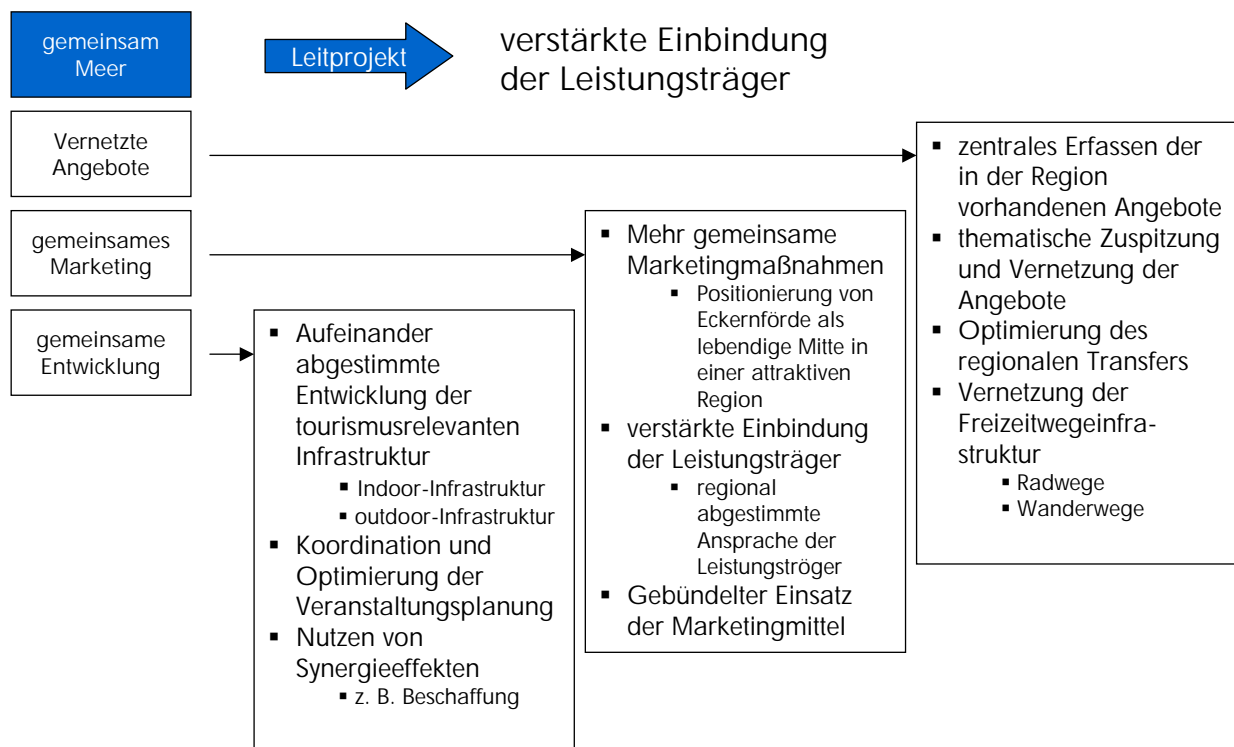 gemeinsam
Meer
Leitprojekt
verstärkte Einbindung
der Leistungsträger
Vernetzte
Angebote
gemeinsames
Marketing
gemeinsame
Entwicklung
▪ Aufeinander
abgestimmte
Entwicklung der
tourismusrelevanten
Infrastruktur
▪ Indoor-Infrastruktur
▪ outdoor-Infrastruktur
▪ Koordination und
Optimierung der
Veranstaltungsplanung
▪ Nutzen von
Synergieeffekten
▪ z. B. Beschaffung
▪ Mehr gemeinsame
Marketingmaßnahmen
▪ Positionierung von
Eckernförde als
lebendige Mitte in
einer attraktiven
Region
▪ verstärkte Einbindung
der Leistungsträger
▪ regional
abgestimmte
Ansprache der
Leistungströger
▪ Gebündelter Einsatz
der Marketingmittel
▪ zentrales Erfassen der
in der Region
vorhandenen Angebote
▪ thematische Zuspitzung
und Vernetzung der
Angebote
▪ Optimierung des
regionalen Transfers
▪ Vernetzung der
Freizeitwegeinfra-
struktur
▪ Radwege
▪ Wanderwege